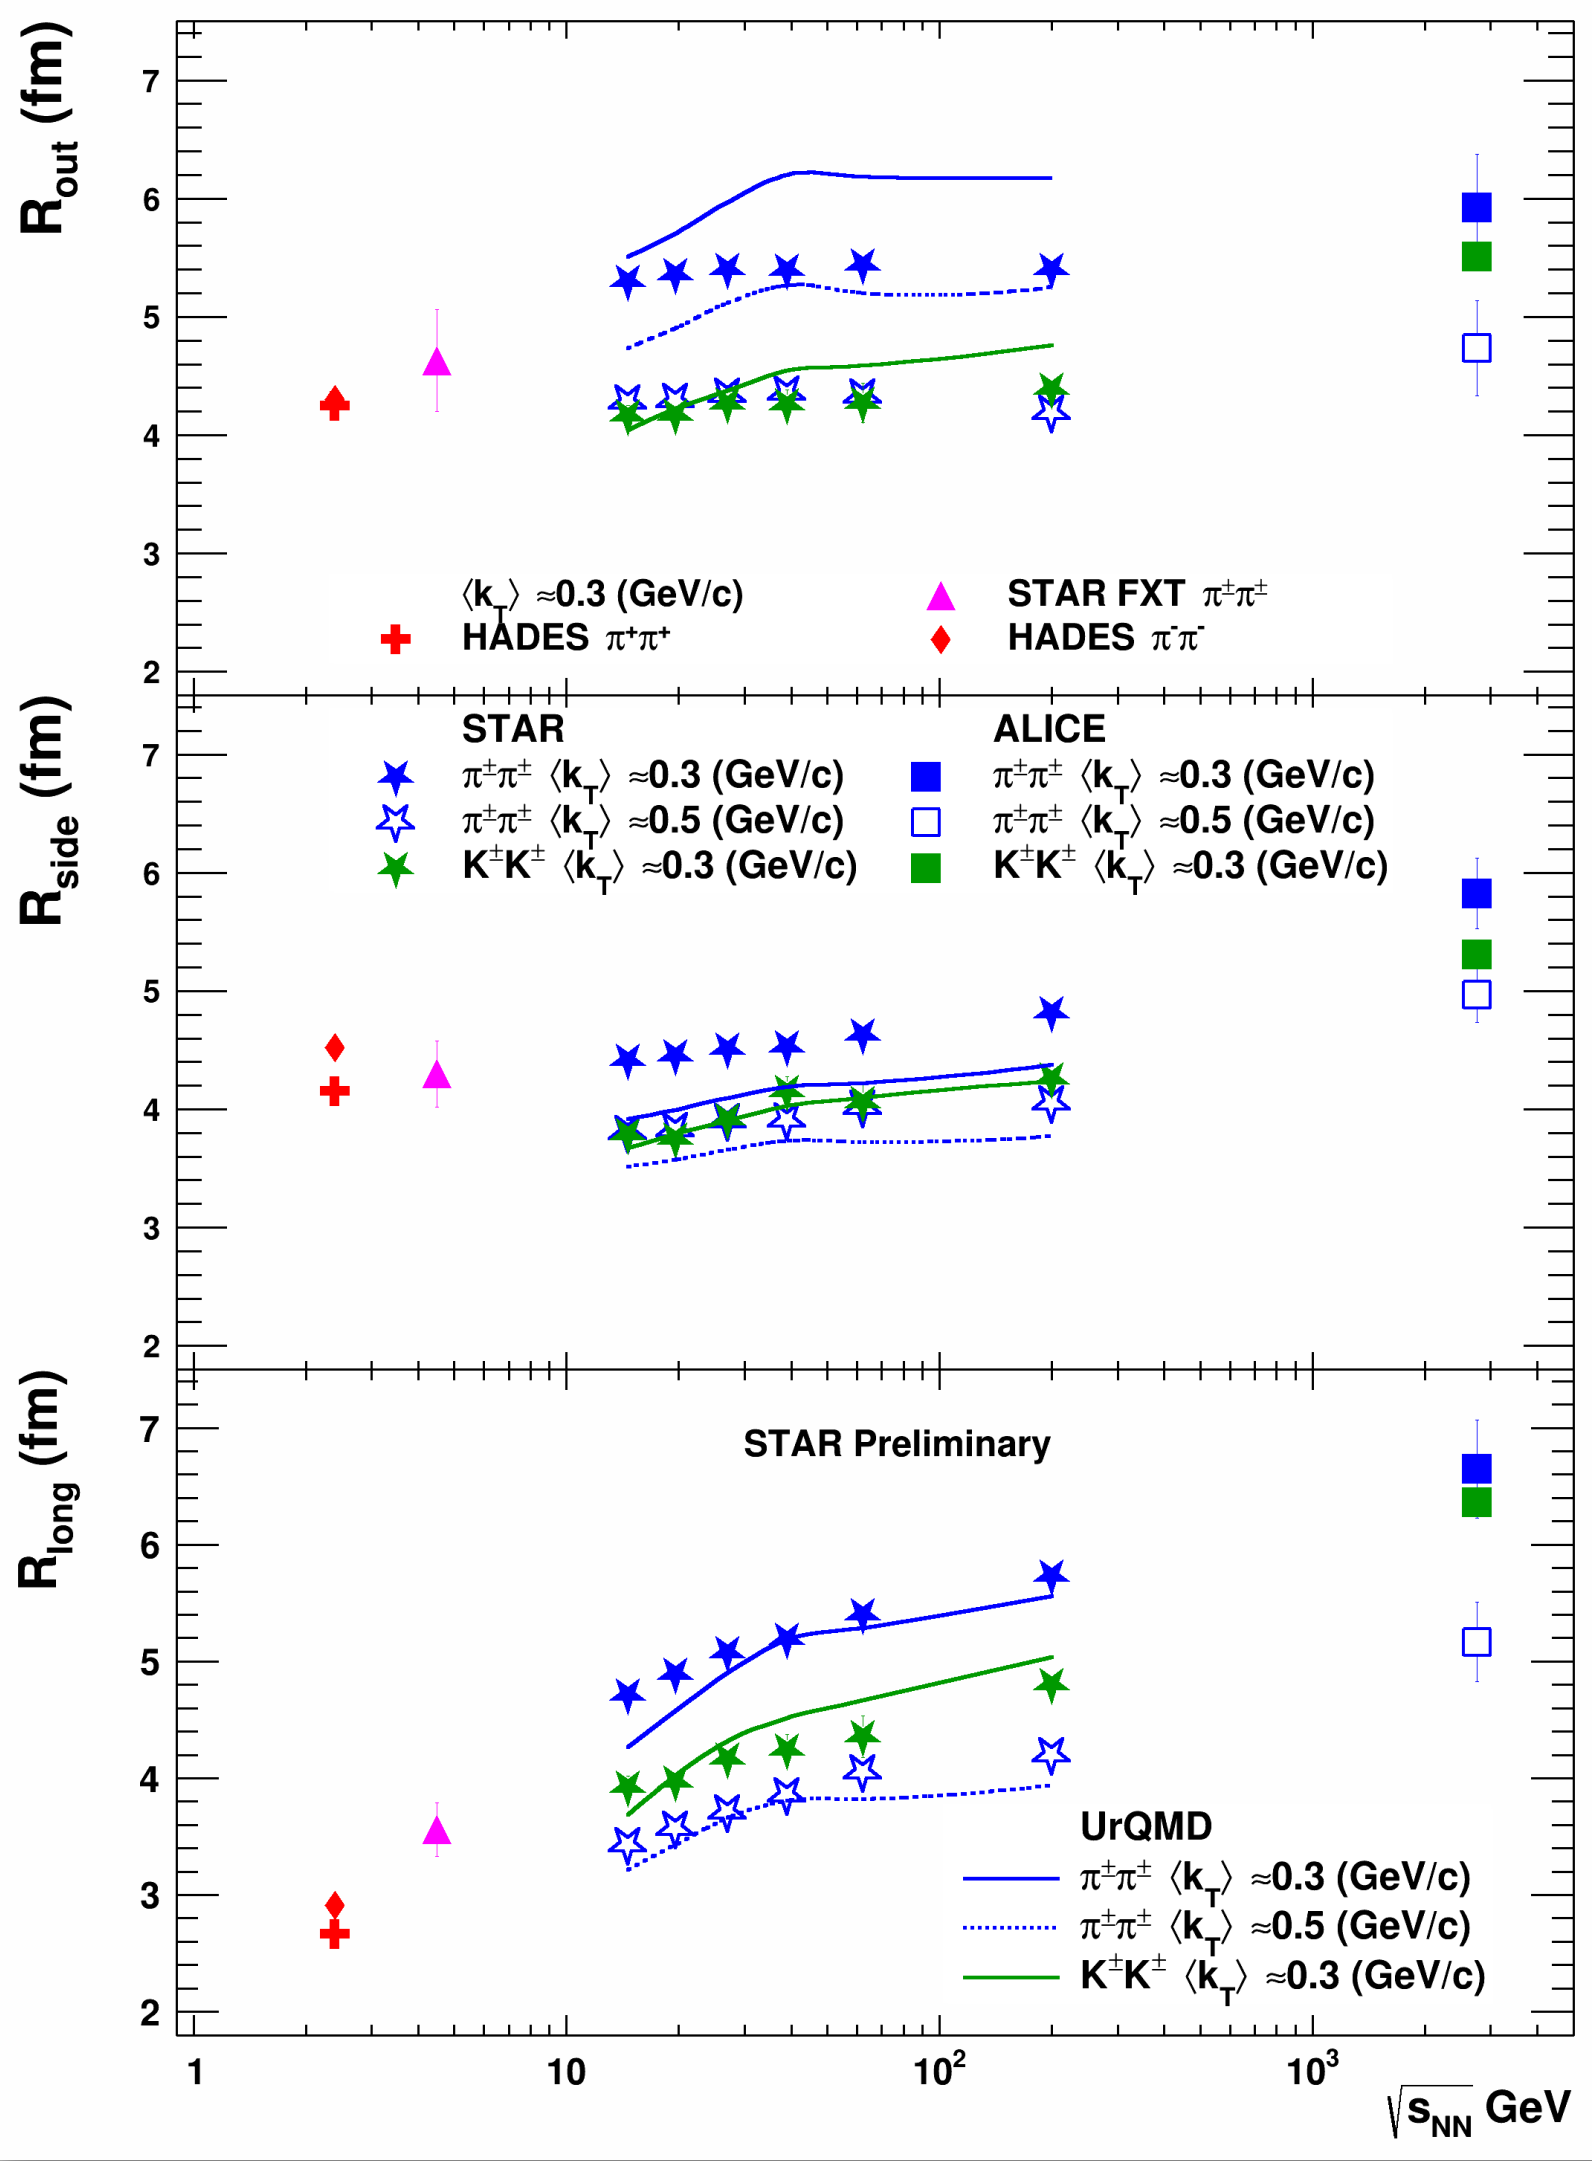 R_out (fm)
7
6
5
4
3
2
⟨k_T⟩ ≈0.3 (GeV/c)
STAR FXT π±π±
HADES π⁺π⁺
HADES π⁻π⁻
R_side (fm)
7
6
5
4
3
2
STAR
π±π± ⟨k_T⟩ ≈0.3 (GeV/c)
π±π± ⟨k_T⟩ ≈0.5 (GeV/c)
K±K± ⟨k_T⟩ ≈0.3 (GeV/c)
ALICE
π±π± ⟨k_T⟩ ≈0.3 (GeV/c)
π±π± ⟨k_T⟩ ≈0.5 (GeV/c)
K±K± ⟨k_T⟩ ≈0.3 (GeV/c)
R_long (fm)
7
6
5
4
3
2
STAR Preliminary
UrQMD
π±π± ⟨k_T⟩ ≈0.3 (GeV/c)
π±π± ⟨k_T⟩ ≈0.5 (GeV/c)
K±K± ⟨k_T⟩ ≈0.3 (GeV/c)
1 10 10² 10³
√s_NN GeV